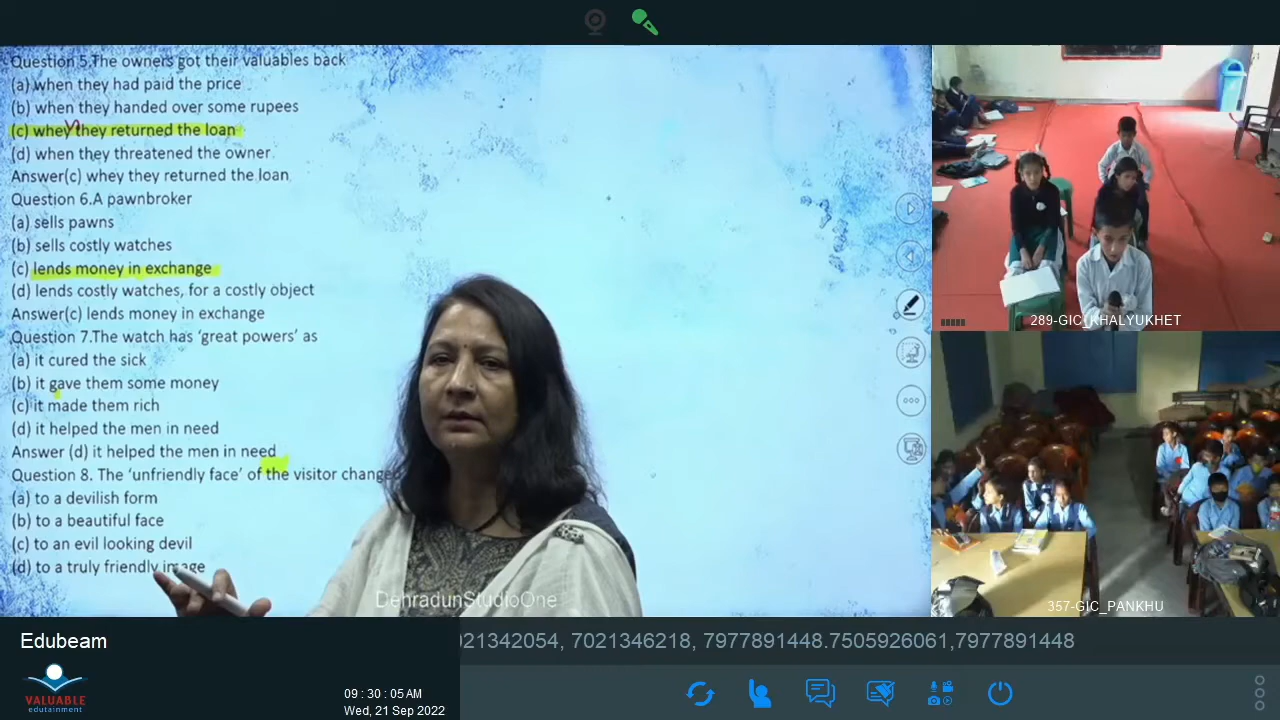 Question 5.The owners got their valuables back
(a) when they had paid the price
(b) when they handed over some rupees
(c) whey they returned the loan
(d) when they threatened the owner
Answer(c) whey they returned the loan
Question 6.A pawnbroker
(a) sells pawns
(b) sells costly watches
(c) lends money in exchange
(d) lends costly watches, for a costly object
Answer(c) lends money in exchange
Question 7.The watch has ‘great powers’ as
(a) it cured the sick
(b) it gave them some money
(c) it made them rich
(d) it helped the men in need
Answer (d) it helped the men in need
Question 8. The ‘unfriendly face’ of the visitor change
(a) to a devilish form
(b) to a beautiful face
(c) to an evil looking devil
(d) to a truly friendly image
DehradunStudioOne
289-GIC_KHALYUKHET
357-GIC_PANKHU
Edubeam
021342054, 7021346218, 7977891448.7505926061,7977891448
VALUABLE
edutainment
09 : 30 : 05 AM
Wed, 21 Sep 2022